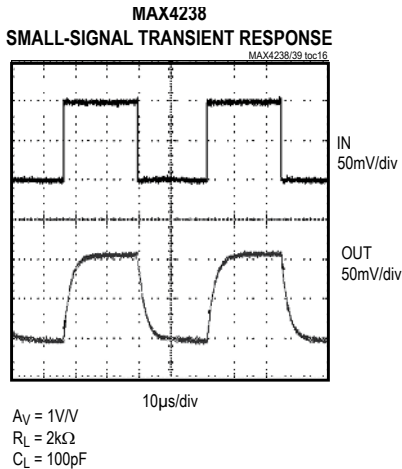 MAX4238
SMALL-SIGNAL TRANSIENT RESPONSE
MAX4238/39 toc16
IN
50mV/div
OUT
50mV/div
10µs/div
AV = 1V/V
RL = 2kΩ
CL = 100pF